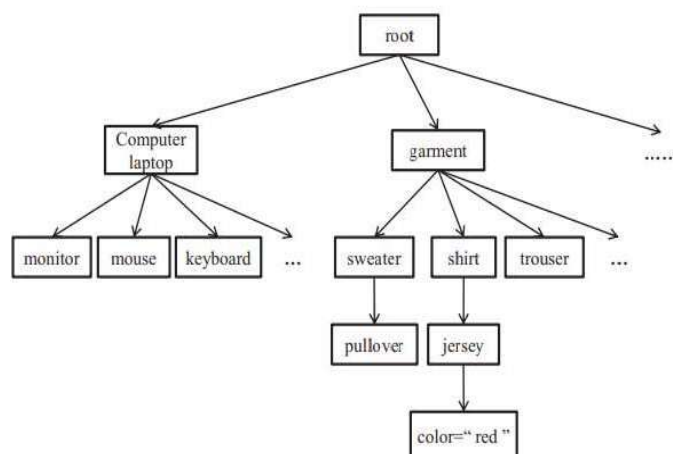 root
Computer
laptop
garment
.....
monitor
mouse
keyboard
...
sweater
shirt
trouser
...
pullover
jersey
color=“ red ”